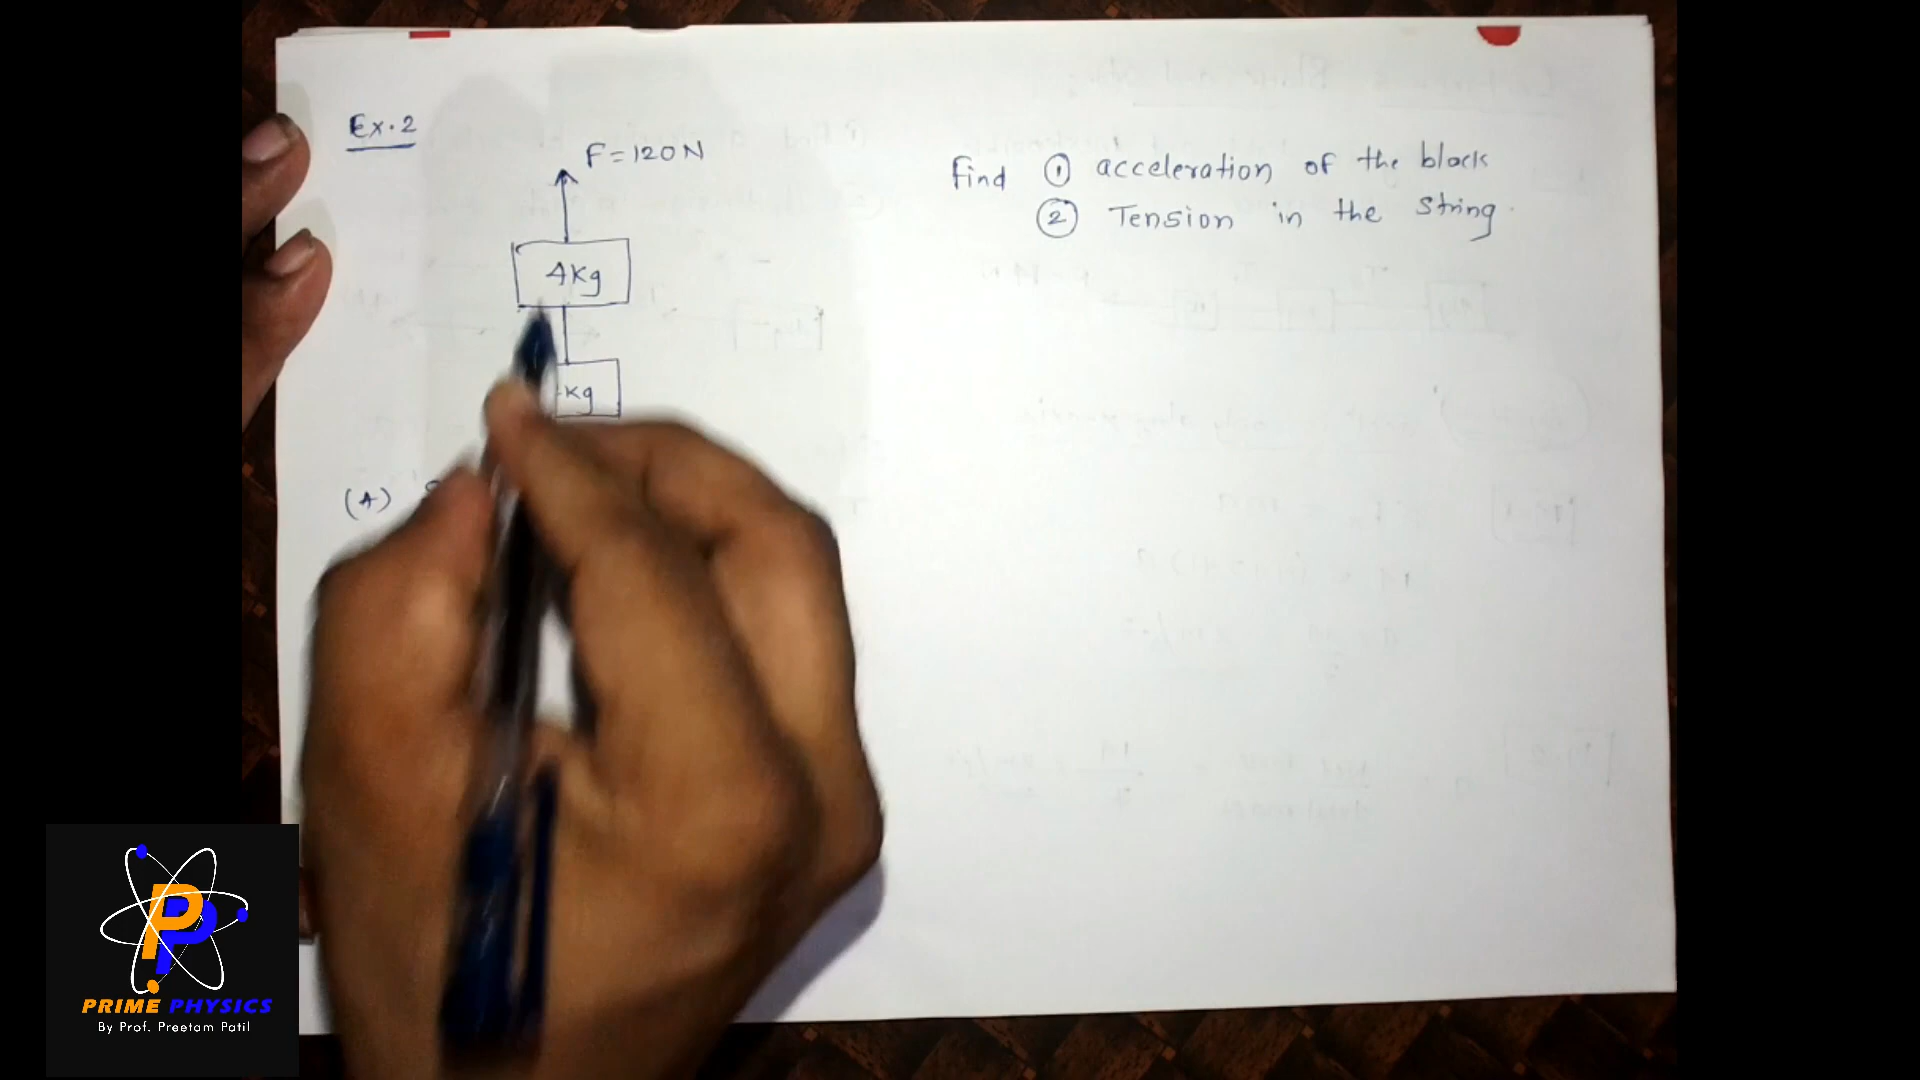 Ex.2
F = 120 N
Find ① acceleration of the block
② Tension in the string.
4 Kg
Kg
(A)
PRIME PHYSICS
By Prof. Preetam Patil